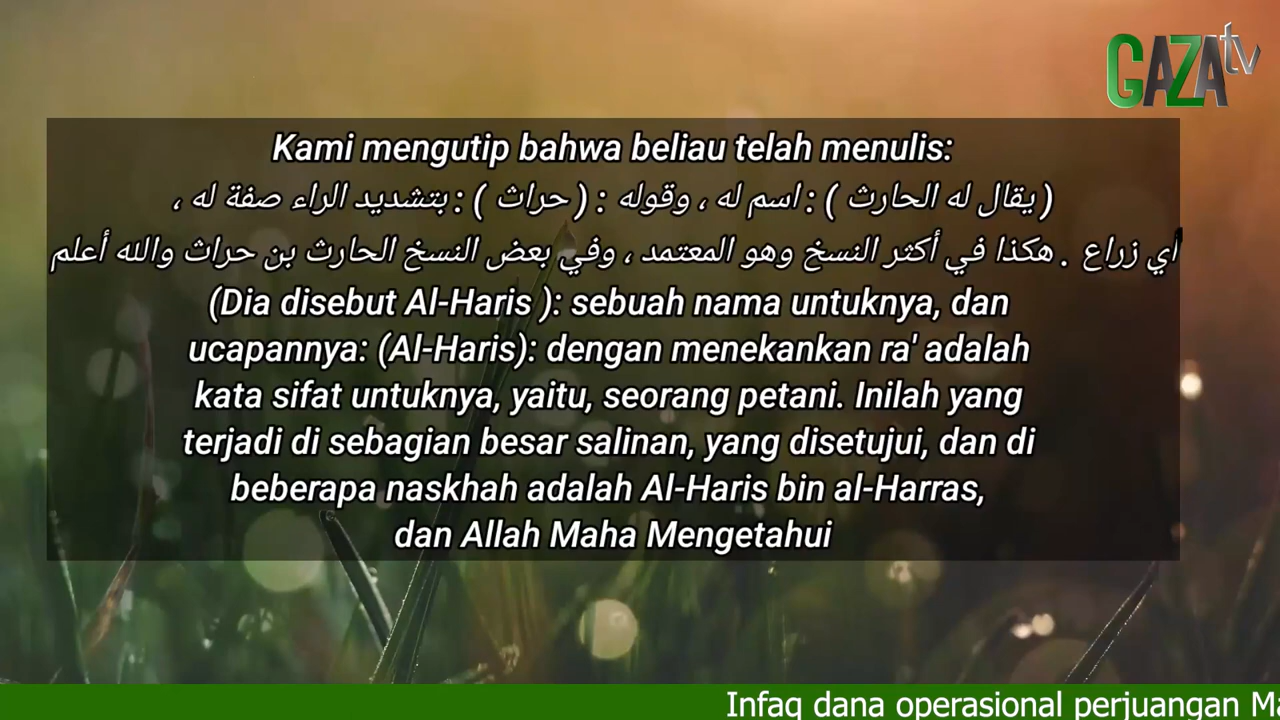 GAZAtv
Kami mengutip bahwa beliau telah menulis:
( يقال له الحارث ) : اسم له ، وقوله : ( حراث ) : بتشديد الراء صفة له ،
أي زراع . هكذا في أكثر النسخ وهو المعتمد ، وفي بعض النسخ الحارث بن حراث والله أعلم
(Dia disebut Al-Haris ): sebuah nama untuknya, dan
ucapannya: (Al-Haris): dengan menekankan ra' adalah
kata sifat untuknya, yaitu, seorang petani. Inilah yang
terjadi di sebagian besar salinan, yang disetujui, dan di
beberapa naskhah adalah Al-Haris bin al-Harras,
dan Allah Maha Mengetahui
Infaq dana operasional perjuangan Ma